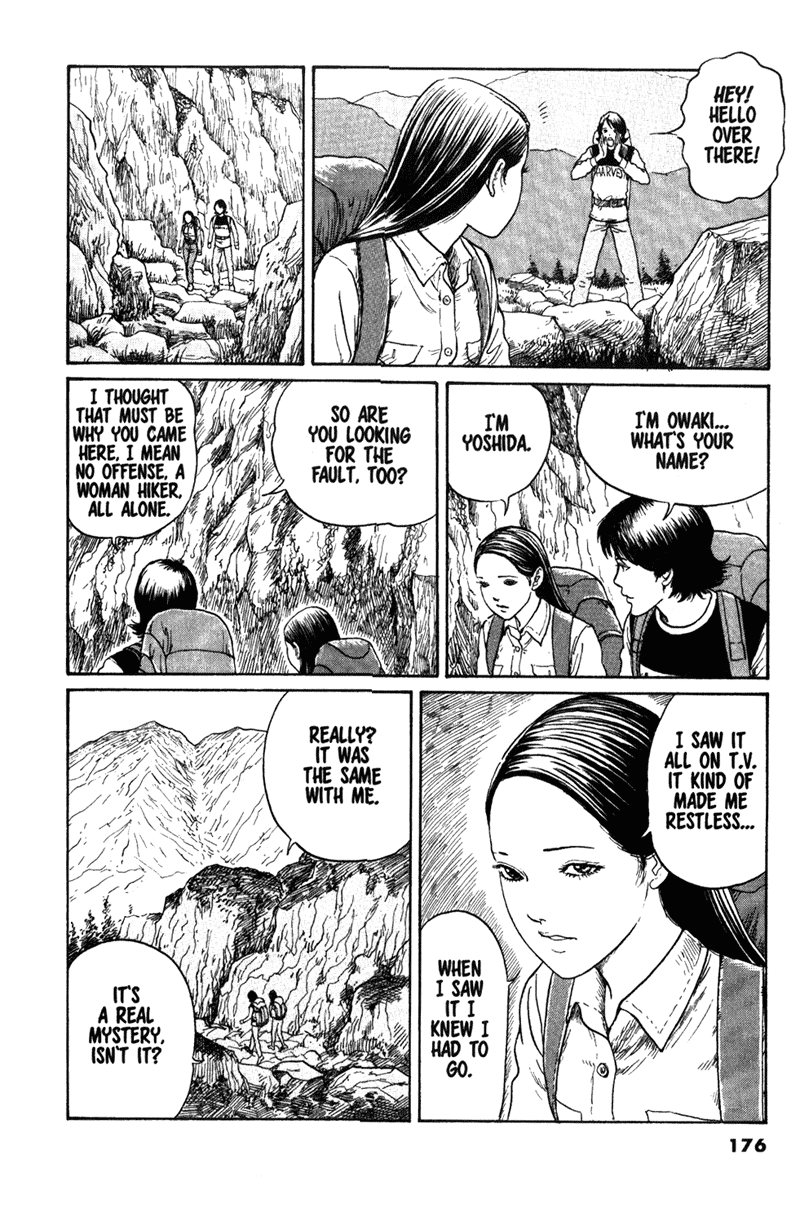 HEY!
HELLO
OVER
THERE!
HARVE
I'M OWAKI...
WHAT'S YOUR
NAME?
I'M
YOSHIDA.
SO ARE
YOU LOOKING
FOR THE
FAULT, TOO?
I THOUGHT
THAT MUST BE
WHY YOU CAME
HERE, I MEAN
NO OFFENSE, A
WOMAN HIKER,
ALL ALONE.
I SAW IT
ALL ON T.V.
IT KIND OF
MADE ME
RESTLESS...
WHEN
I SAW
IT I
KNEW I
HAD TO
GO.
REALLY?
IT WAS
THE SAME
WITH ME.
IT'S
A REAL
MYSTERY,
ISN'T IT?
176